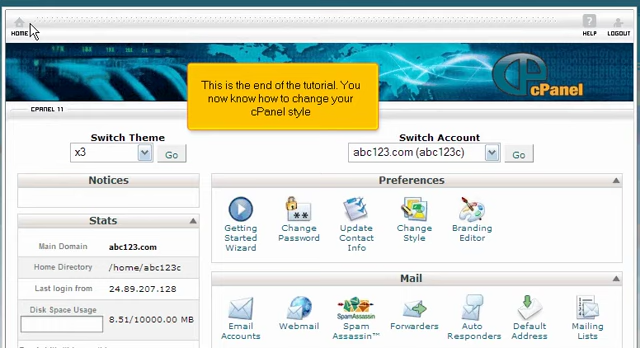 HOME
HELP
LOGOUT
This is the end of the tutorial. You
now know how to change your
cPanel style
cPanel
CPANEL 11
Switch Theme
x3
Go
Switch Account
abc123.com (abc123c)
Go
Notices
Stats
Main Domain abc123.com
Home Directory /home/abc123c
Last login from 24.89.207.128
Disk Space Usage
8.51/10000.00 MB
Preferences
Getting
Started
Wizard
Change
Password
Update
Contact
Info
Change
Style
Branding
Editor
Mail
Email
Accounts
Webmail
SpamAssassin
Spam
Assassin™
Forwarders
Auto
Responders
Default
Address
Mailing
Lists